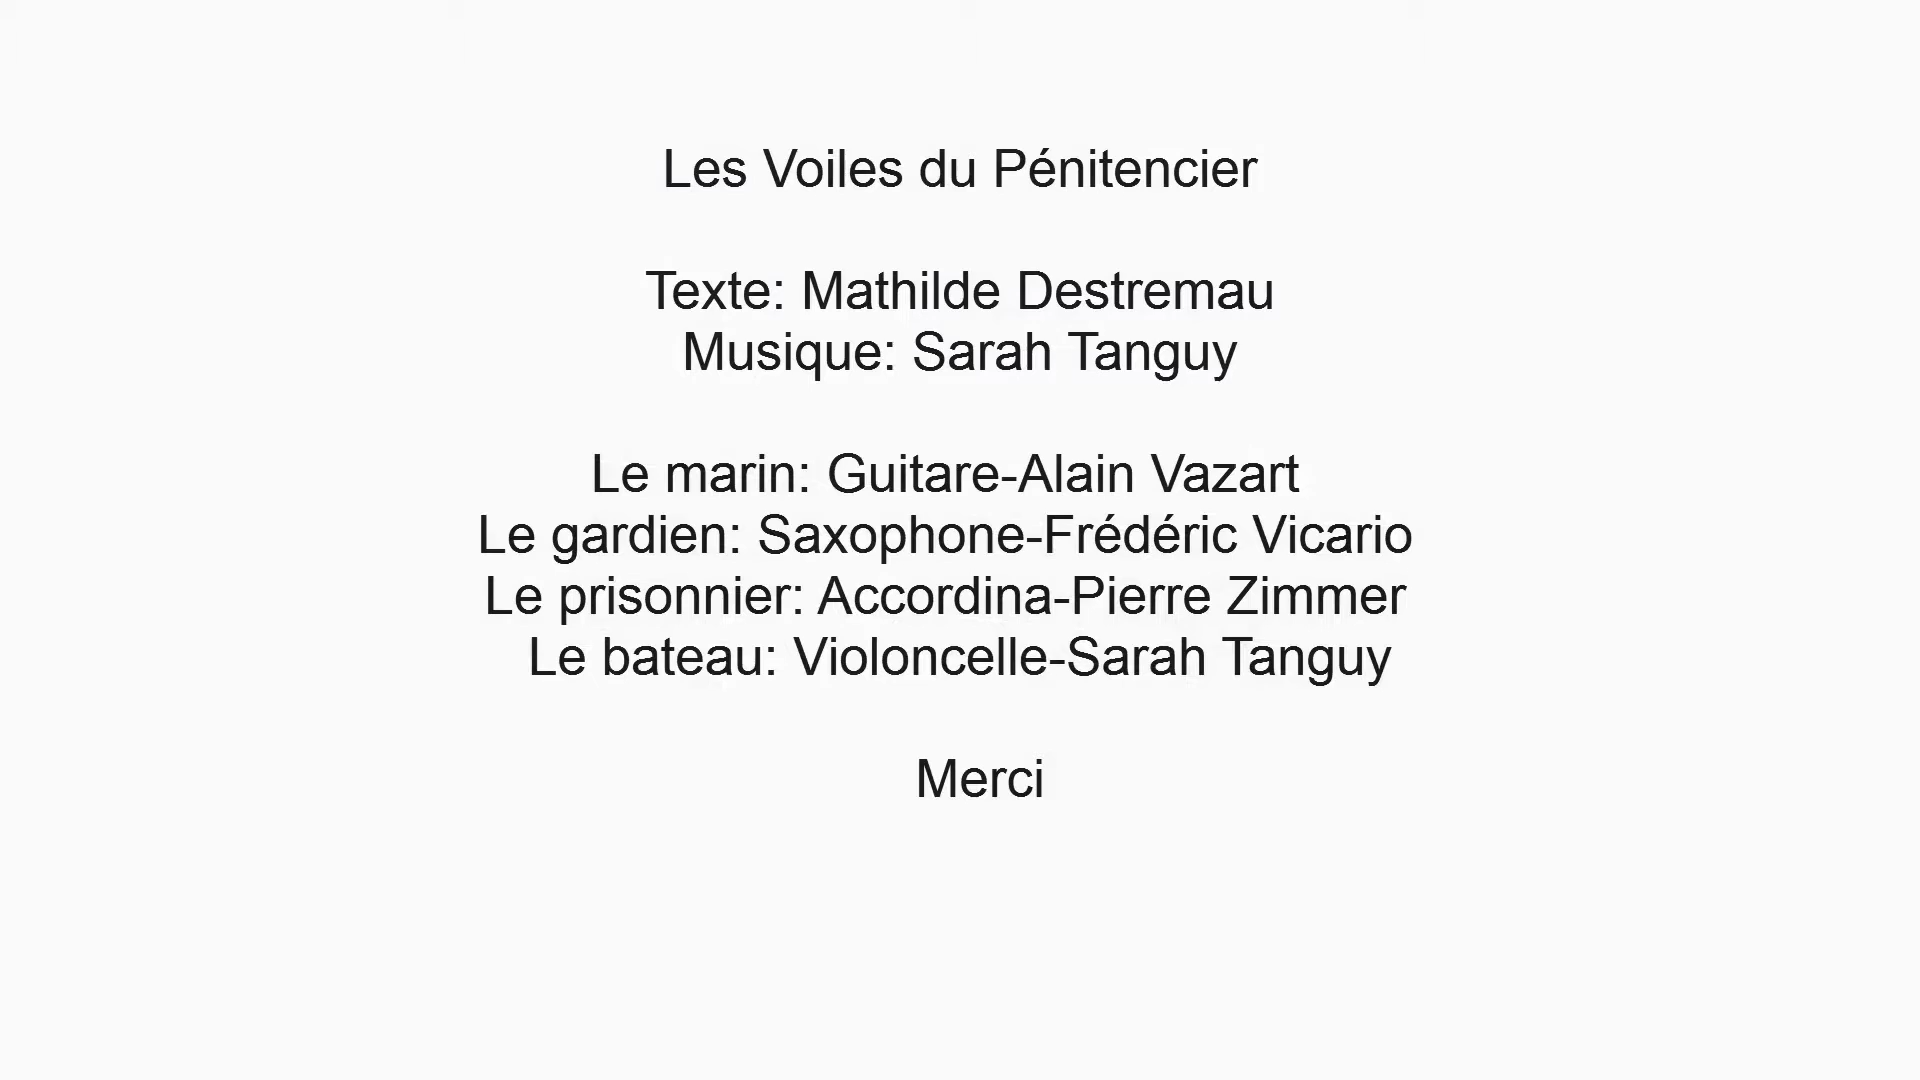 Les Voiles du Pénitencier
Texte: Mathilde Destremau
Musique: Sarah Tanguy
Le marin: Guitare-Alain Vazart
Le gardien: Saxophone-Frédéric Vicario
Le prisonnier: Accordina-Pierre Zimmer
Le bateau: Violoncelle-Sarah Tanguy
Merci